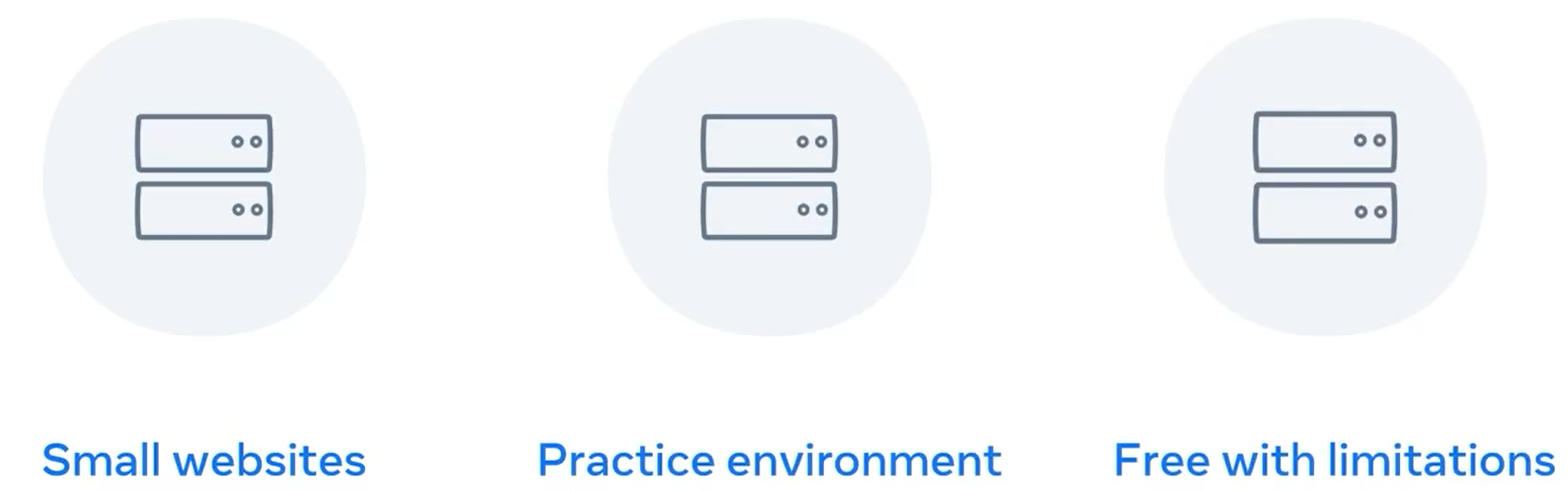 Small websites
Practice environment
Free with limitations